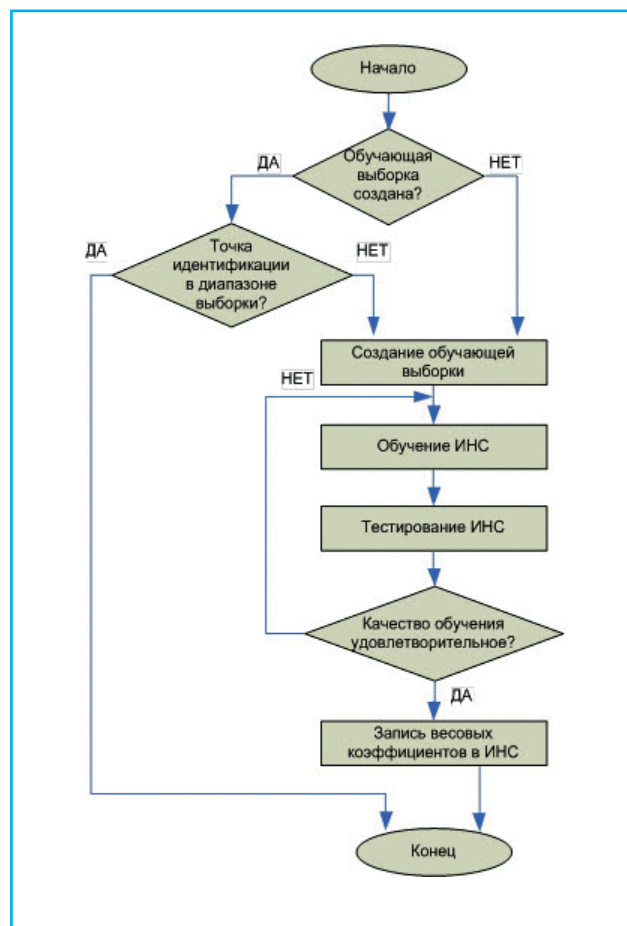 Начало
Обучающая
выборка
создана?
ДА
НЕТ
Точка
идентификации
в диапазоне
выборки?
ДА
НЕТ
Создание обучающей
выборки
НЕТ
Обучение ИНС
Тестирование ИНС
Качество обучения
удовлетворительное?
ДА
Запись весовых
коэффициентов в ИНС
Конец